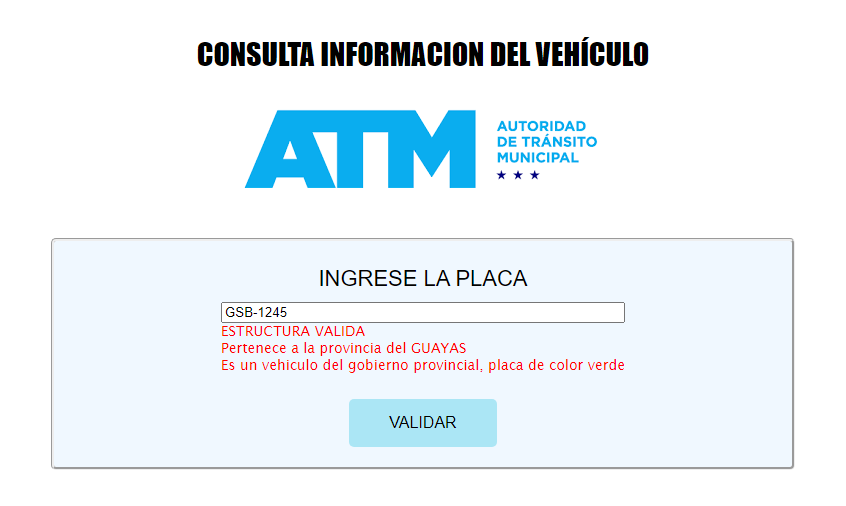 CONSULTA INFORMACION DEL VEHÍCULO
ATM
AUTORIDAD
DE TRÁNSITO
MUNICIPAL
INGRESE LA PLACA
GSB-1245
ESTRUCTURA VALIDA
Pertenece a la provincia del GUAYAS
Es un vehiculo del gobierno provincial, placa de color verde
VALIDAR